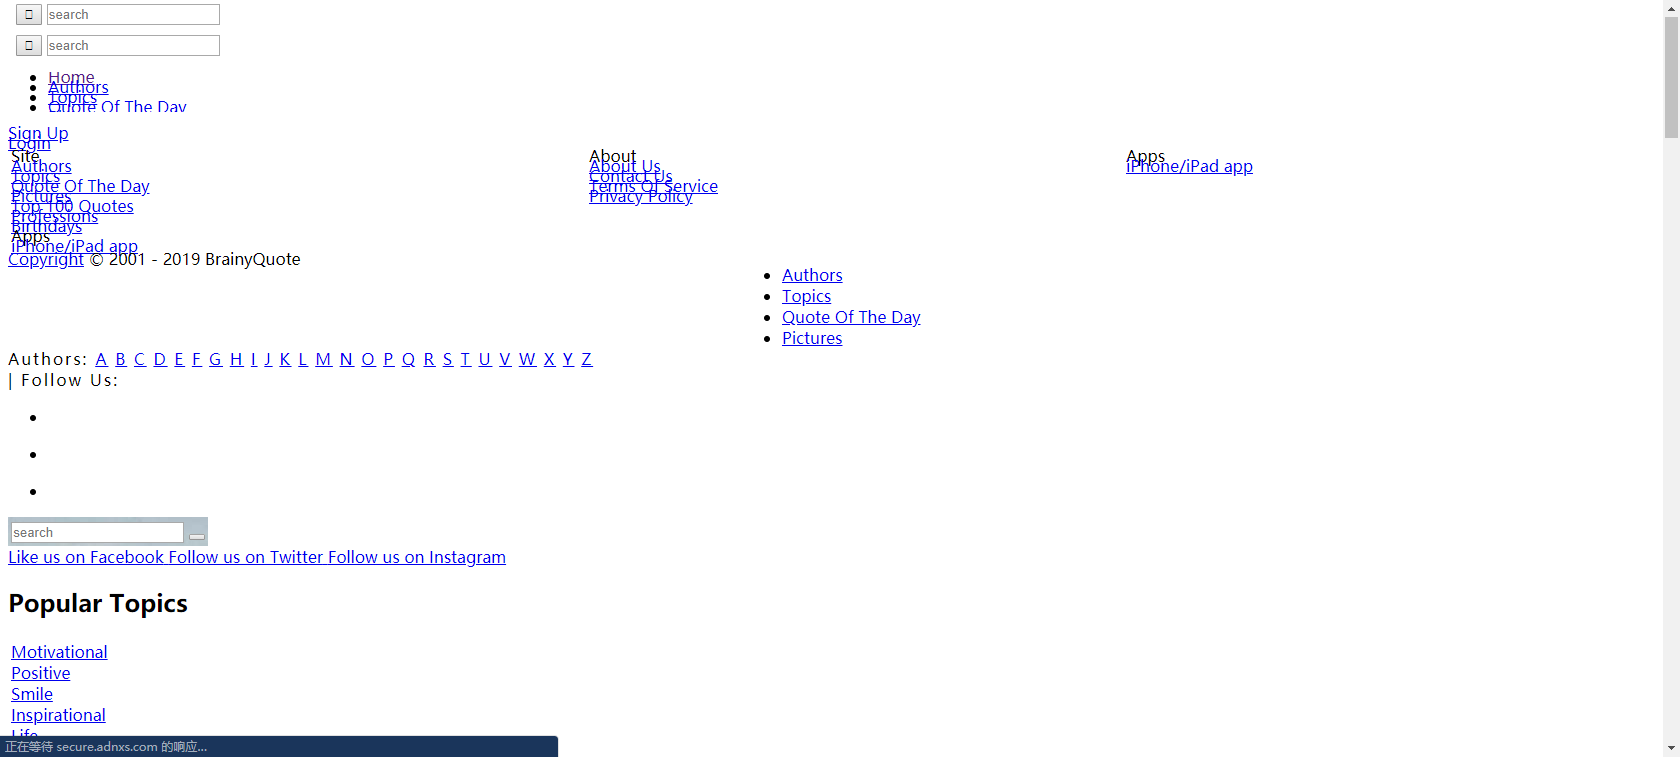 search
search
Home
Authors
Topics
Quote Of The Day
Sign Up
Login
Site
Authors
Topics
Quote Of The Day
Pictures
Top 100 Quotes
Professions
Birthdays
Apps
iPhone/iPad app
About
About Us
Contact Us
Terms Of Service
Privacy Policy
Apps
iPhone/iPad app
Copyright © 2001 - 2019 BrainyQuote
Authors
Topics
Quote Of The Day
Pictures
Authors: A B C D E F G H I J K L M N O P Q R S T U V W X Y Z
| Follow Us:
search
Like us on Facebook Follow us on Twitter Follow us on Instagram
Popular Topics
Motivational
Positive
Smile
Inspirational
Life
正在等待 secure.adnxs.com 的响应...